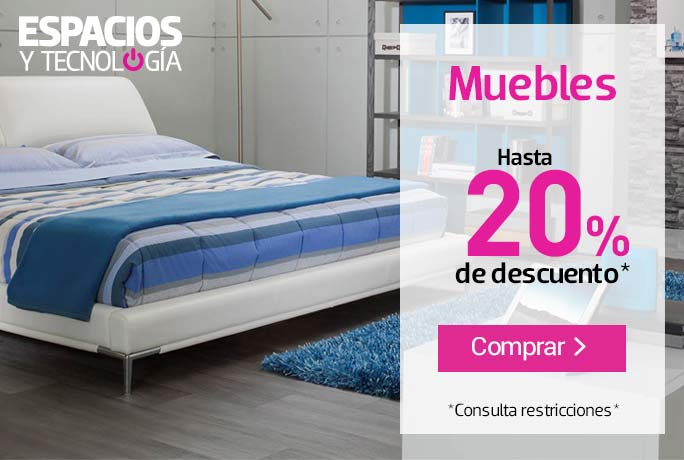 ESPACIOS
Y TECNOLOGÍA
Muebles
Hasta
20%
de descuento*
Comprar >
*Consulta restricciones*